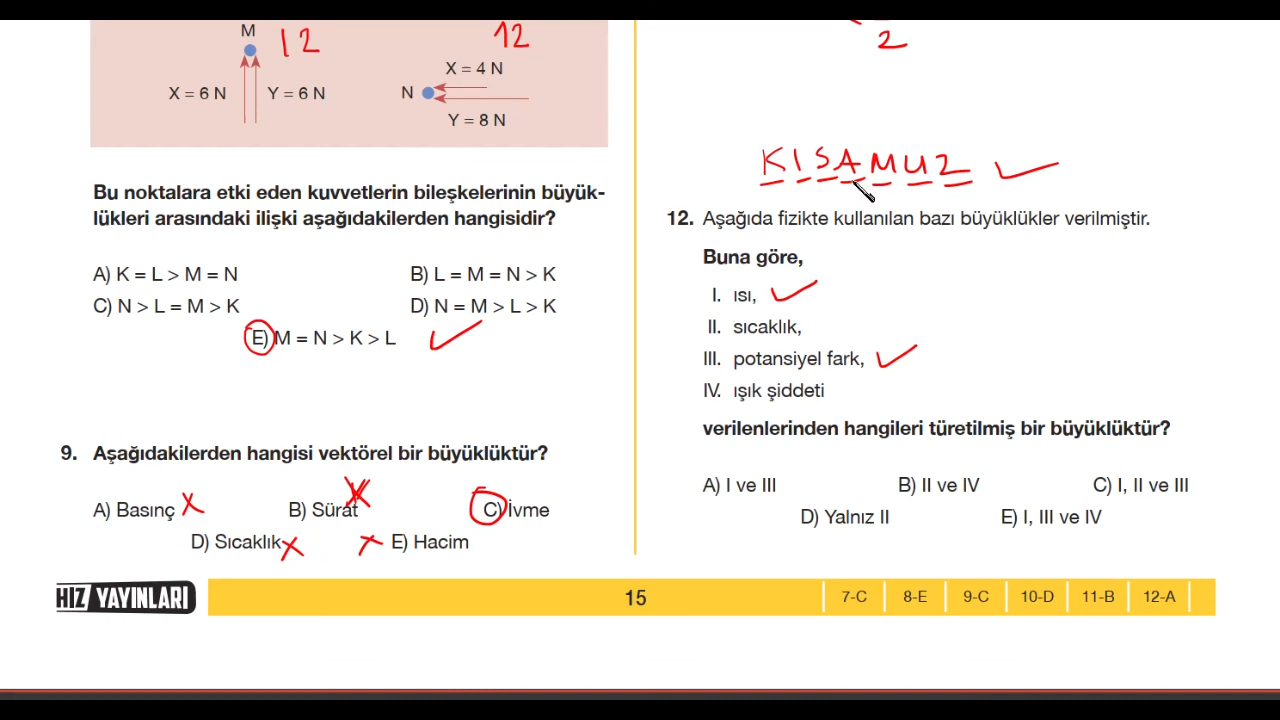 M
12
12
X = 6 N
Y = 6 N
N
X = 4 N
Y = 8 N
Bu noktalara etki eden kuvvetlerin bileşkelerinin büyük-
lükleri arasındaki ilişki aşağıdakilerden hangisidir?
A) K = L > M = N
B) L = M = N > K
C) N > L = M > K
D) N = M > L > K
E) M = N > K > L
9. Aşağıdakilerden hangisi vektörel bir büyüklüktür?
A) Basınç
B) Sürat
C) İvme
D) Sıcaklık
E) Hacim
2
KISAMUZ
12. Aşağıda fizikte kullanılan bazı büyüklükler verilmiştir.
Buna göre,
I. ısı,
II. sıcaklık,
III. potansiyel fark,
IV. ışık şiddeti
verilenlerinden hangileri türetilmiş bir büyüklüktür?
A) I ve III
B) II ve IV
C) I, II ve III
D) Yalnız II
E) I, III ve IV
HIZ YAYINLARI
15
7-C
8-E
9-C
10-D
11-B
12-A